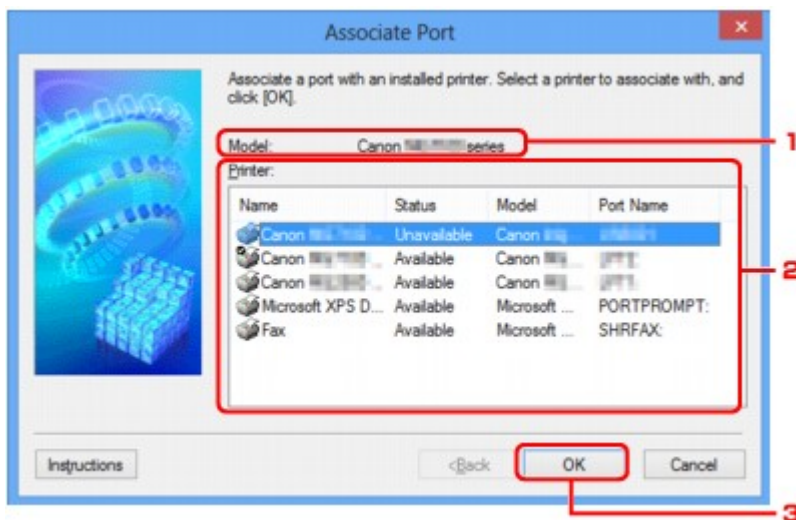 Associate Port
Associate a port with an installed printer. Select a printer to associate with, and
click [OK].
Model: Canon series
1
Printer:
Name Status Model Port Name
Canon Unavailable Canon
Canon ... Available Canon ...
2
Canon ... Available Canon ...
Microsoft XPS D... Available Microsoft ... PORTPROMPT:
Fax Available Microsoft ... SHRFAX:
Instructions <Back OK Cancel
3